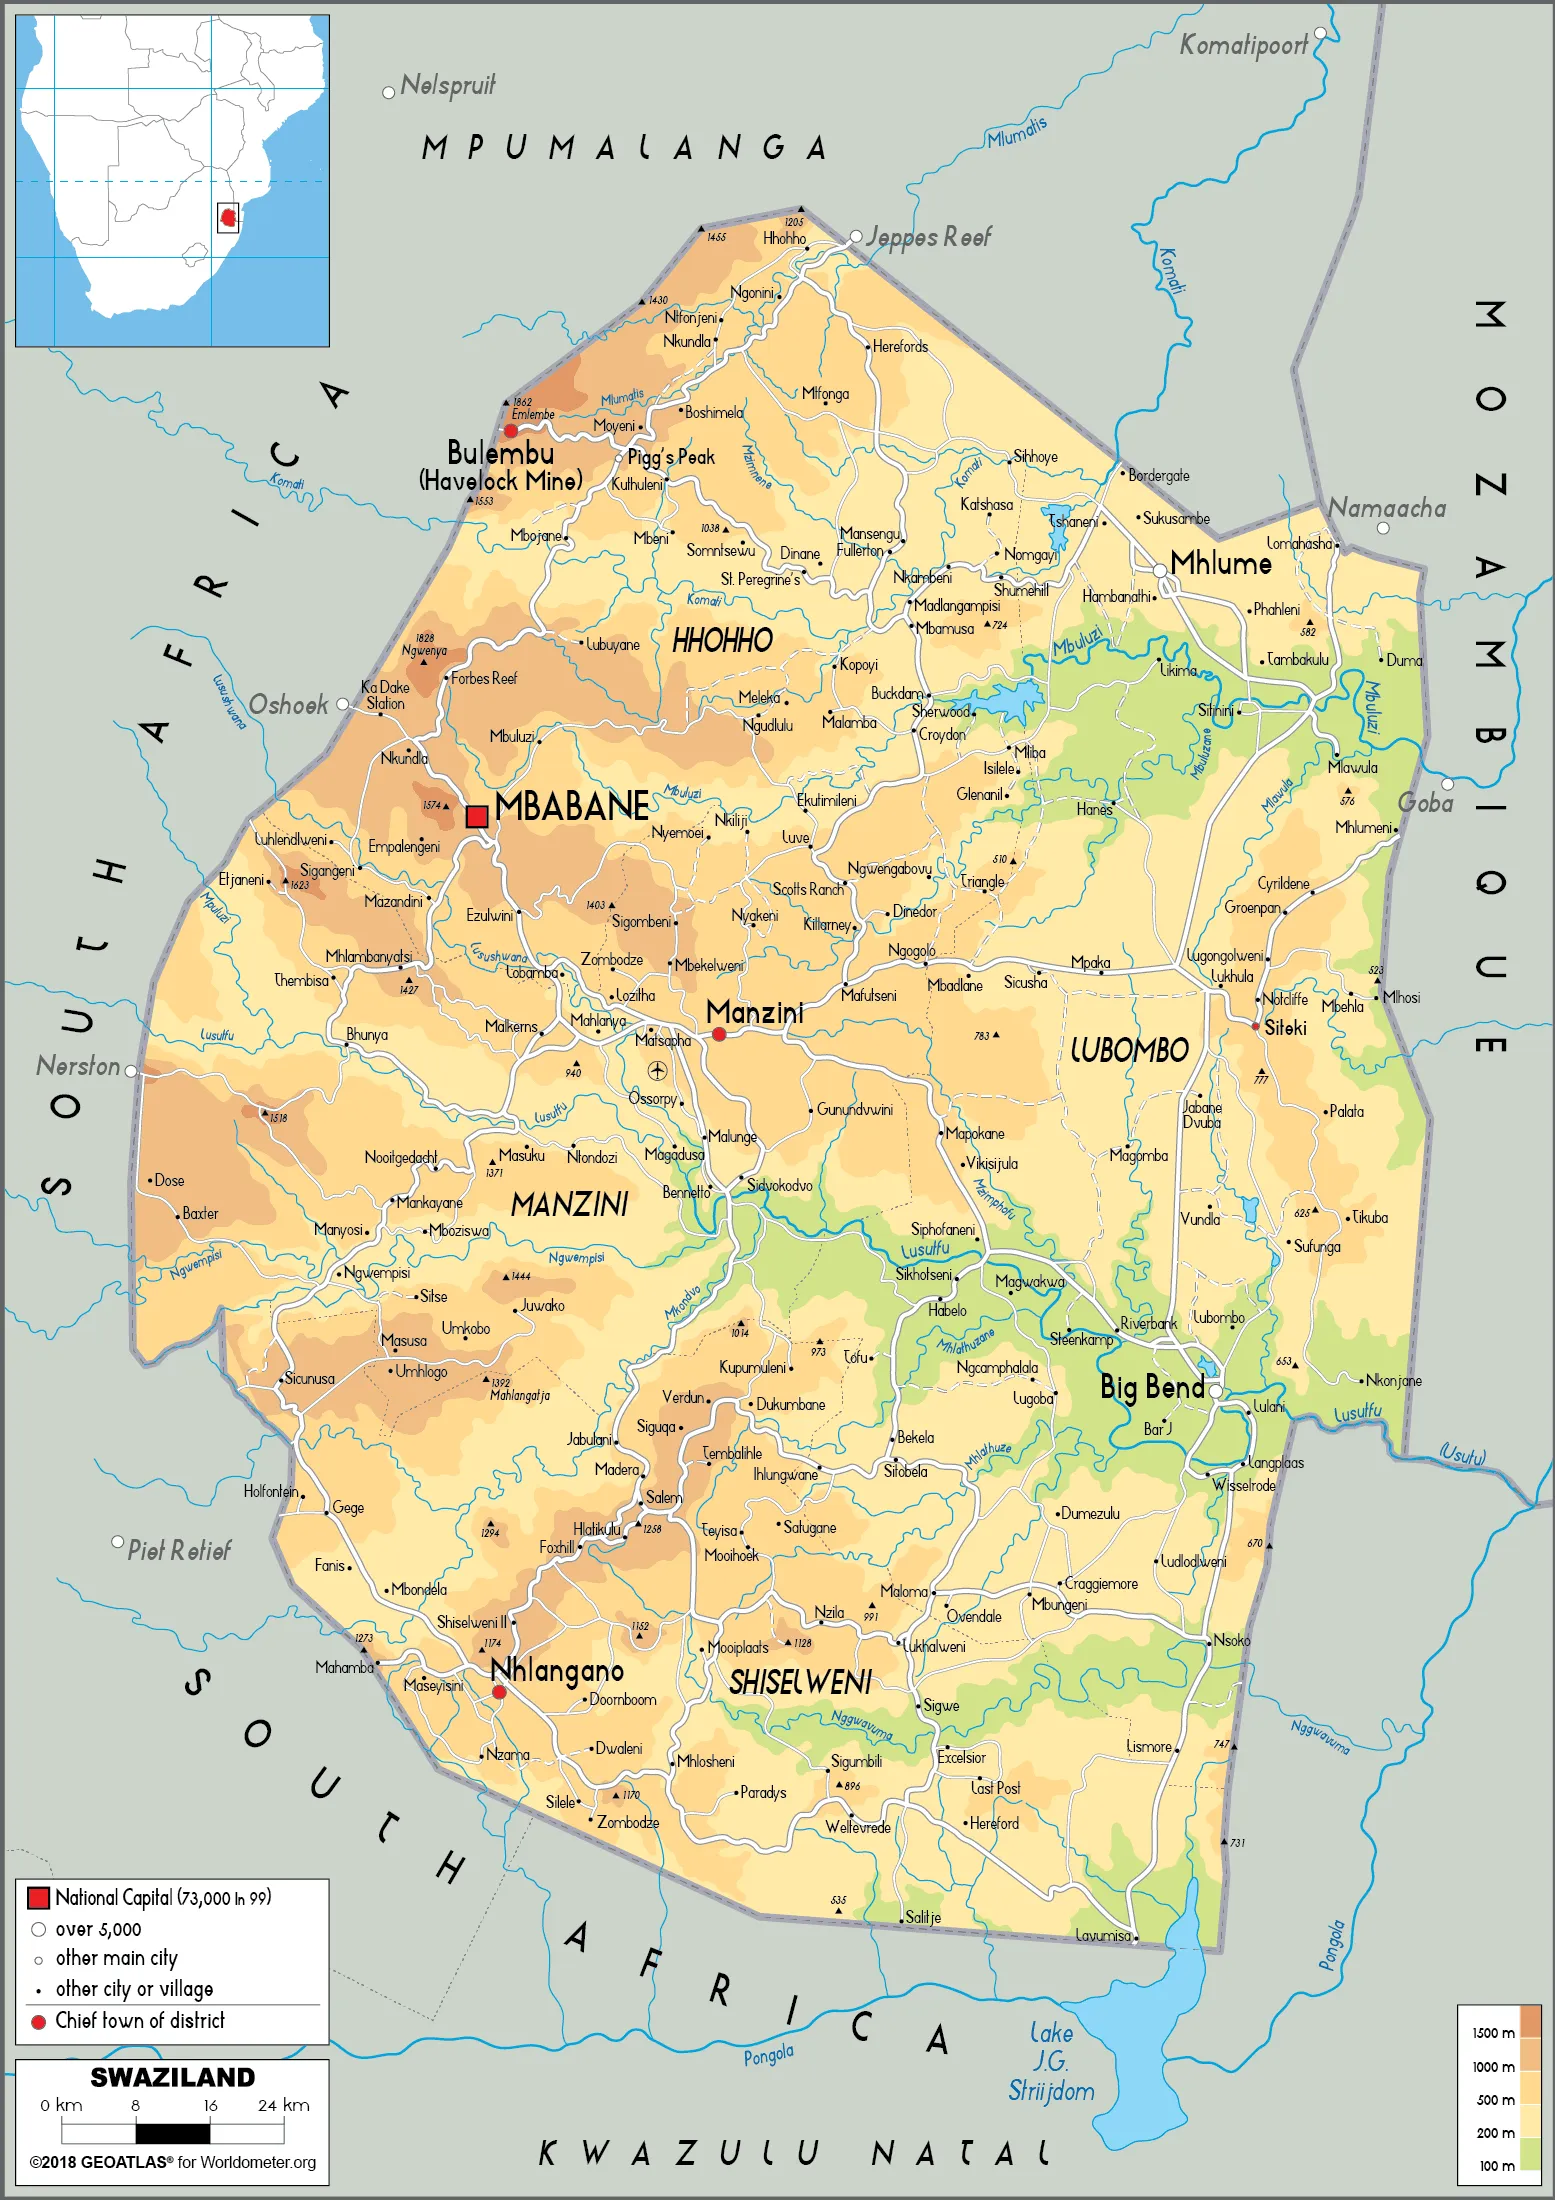 Komatipoort
Nelspruit
Mlumatis
MPUMALANGA
Jeppes Reef
Komati
1205
1455
Hhohho
1430
Ngonini
Ntfonjeni
Nkundla
Herefords
MOZAMBIQUE
SOUTH AFRICA
1862
Emlembe
Mlumatis
Mtfonga
Boshimela
Moyeni
Bulembu
(Havelock Mine)
Pigg's Peak
Kuthuleni
Mzimnene
Komati
Sihhoye
Bordergate
Komati
1553
Katshasa
Tshaneni
Sukusambe
Namaacha
Lomahasha
Mbojane
Mbeni
1038
Somntsewu
Dinane
Mansengu
Fullerton
Nomgayi
Mhlume
St. Peregrine's
Nkambeni
Shumehill
Hambanathi
Phahleni
Komati
Madlangampisi
Mbamusa
724
582
HHOHHO
Lubuyane
1828
Ngwenya
Mbuluzi
Tambakulu
Duma
Forbes Reef
Kopoyi
Likima
Lusushwana
Oshoek
Ka Dake
Station
Meleka
Buckdam
Sherwood
Sitinini
Mbuluzi
Ngudlulu
Malamba
Croydon
Mbuluzi
Nkundla
Mliba
Isilele
Mbuluzane
Mlawula
Glenanil
Hanes
Mlawula
576
Goba
1574
MBABANE
Mbuluzi
Ekutimileni
Mhlumeni
Luhlendlweni
Empalengeni
Nyemoei
Nkiliji
Luve
Etjaneni
1623
Sigangeni
Scotts Ranch
Ngwengabovu
510
Triangle
Cyrildene
Mpuluzi
Mazandini
Ezulwini
1403
Sigombeni
Nyakeni
Killarney
Dinedor
Groenpan
Mhlambanyatsi
Lusushwana
Lobamba
Zombodze
Mbekelweni
Ngogolo
Mpaka
Lugongolweni
Thembisa
1427
Lozitha
Mafutseni
Mbadlane
Sicusha
Lukhula
523
Mhlosi
Notcliffe
Mbehla
Malkerns
Mahlanya
Matsapha
Manzini
Siteki
Lusutfu
Bhunya
783
LUBOMBO
Nerston
940
777
Ossorpy
1518
Lusutfu
Gunundvwini
Jabane
Dvuba
Palata
Malunge
Mapokane
Nooitgedacht
Masuku
Ntondozi
Magadusa
Magomba
1371
Vikisijula
Dose
Bennetto
Sidvokodvo
Mankayane
MANZINI
Mzimphofu
Baxter
Manyosi
Mboziswa
Vundla
625
Tikuba
Siphofaneni
Sufunga
Ngwempisi
Ngwempisi
Lusutfu
Ngwempisi
Sikhotseni
Magwakwa
1444
Sitse
Juwako
Mkondvo
Habelo
Lubombo
Umkobo
1014
Riverbank
Masusa
Steenkamp
973
Mhlathuzane
Tofu
653
Umhlogo
Kupumuleni
Ngcamphalala
Sicunusa
1392
Mahlangatja
Lugoba
Big Bend
Nkonjane
Verdun
Dukumbane
Lulani
Siguqa
Bar J
Lusutfu
Jabulani
Bekela
(Usutu)
Tembalihle
Mhlathuze
Madera
Ihlungwane
Sitobela
Langplaas
Wisselrode
Holfontein
Gege
Salem
Dumezulu
1294
Hlatikulu
1258
Teyisa
Satugane
Piet Retief
Foxhill
Mooihoek
670
Fanis
Ludlodlweni
Mbondela
Maloma
Craggiemore
Mbungeni
Shiselweni II
1152
Nzila
991
Ovendale
1273
1174
Mooiplaats
1128
Lukhalweni
Nsoko
Mahamba
Nhlangano
Maseyisini
SHISELWENI
Doornboom
Sigwe
Nggwavuma
Nggwavuma
Nzama
Dwaleni
Mhlosheni
Sigumbili
Excelsior
Lismore
747
Paradys
896
Last Post
Silele
1170
Zombodze
Weltevrede
Hereford
731
535
Salitje
Lavumisa
SOUTH AFRICA
Pongola
Pongola
Lake
J.G.
Striijdom
KWAZULU NATAL
National Capital (73,000 In 99)
over 5,000
other main city
other city or village
Chief town of district
SWAZILAND
0 km 8 16 24 km
©2018 GEOATLAS® for Worldometer.org
1500 m
1000 m
500 m
200 m
100 m